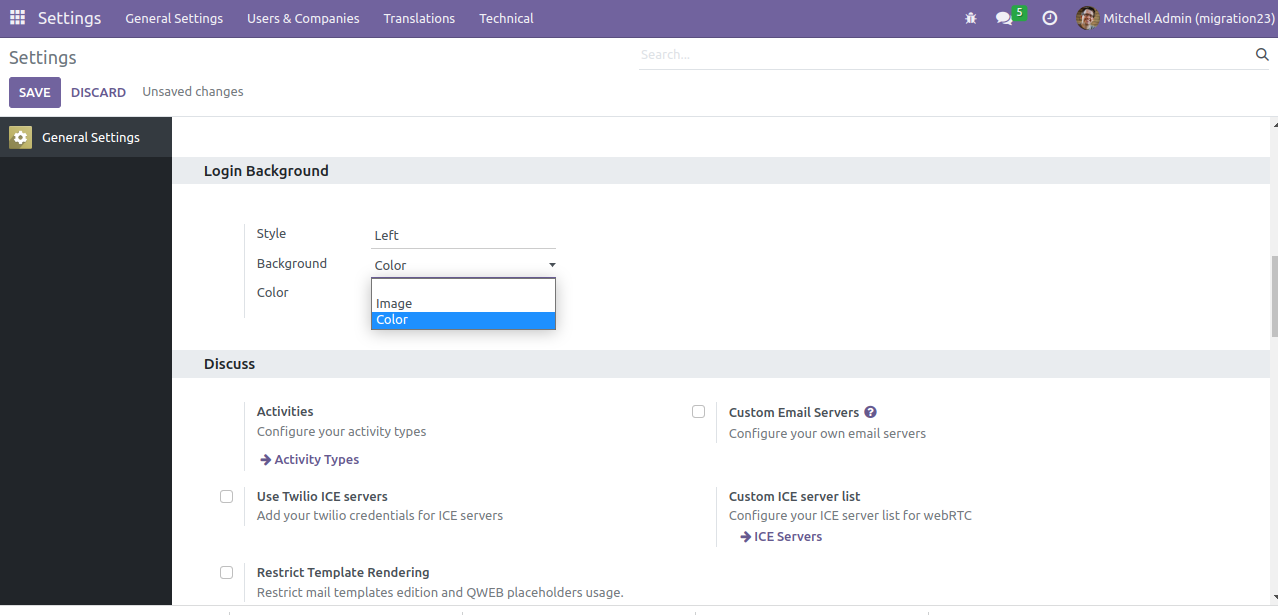 Settings General Settings Users & Companies Translations Technical 5 Mitchell Admin (migration23)
Settings Search...
SAVE DISCARD Unsaved changes
General Settings
Login Background
Style Left
Background Color
Color
Image
Color
Discuss
Activities
Configure your activity types
Activity Types
Custom Email Servers ?
Configure your own email servers
Use Twilio ICE servers
Add your twilio credentials for ICE servers
Custom ICE server list
Configure your ICE server list for webRTC
ICE Servers
Restrict Template Rendering
Restrict mail templates edition and QWEB placeholders usage.